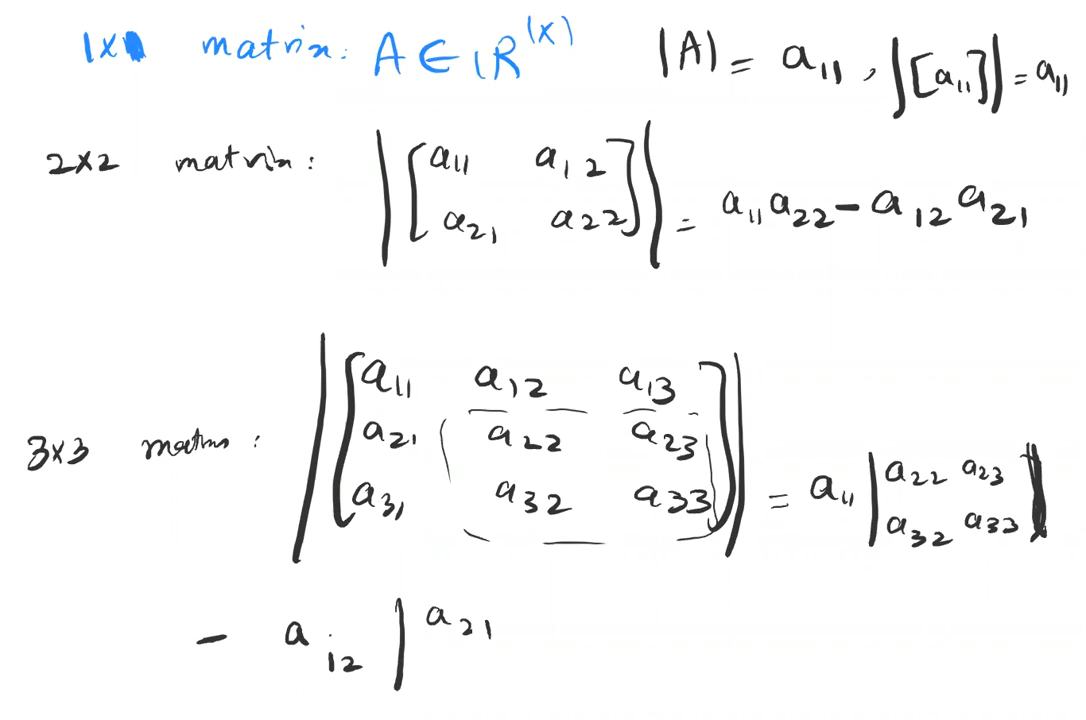 1x1 matrix: A ∈ ℝ^(x) |A| = a₁₁, |[a₁₁]| = a₁₁
2x2 matrix: |[a₁₁ a₁₂
a₂₁ a₂₂]| = a₁₁a₂₂ - a₁₂a₂₁
|[a₁₁ a₁₂ a₁₃
3x3 matrix: a₂₁ a₂₂ a₂₃
a₃₁ a₃₂ a₃₃]| = a₁₁ |a₂₂ a₂₃
a₃₂ a₃₃|
- a₁₂ | a₂₁